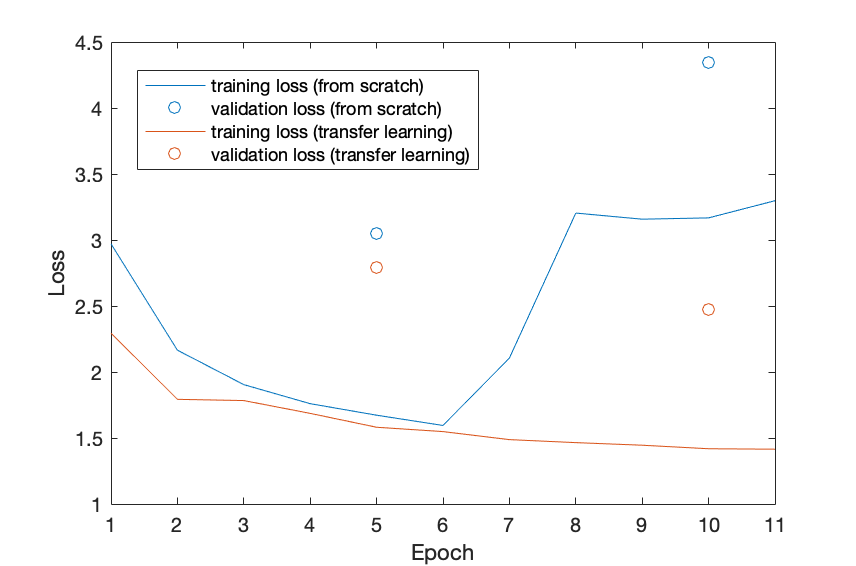 4.5
4
3.5
3
2.5
2
1.5
1
Loss
training loss (from scratch)
validation loss (from scratch)
training loss (transfer learning)
validation loss (transfer learning)
1 2 3 4 5 6 7 8 9 10 11
Epoch